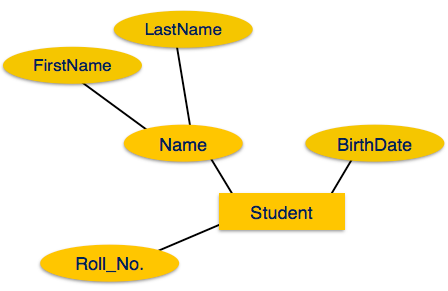 LastName
FirstName
Name
BirthDate
Student
Roll_No.